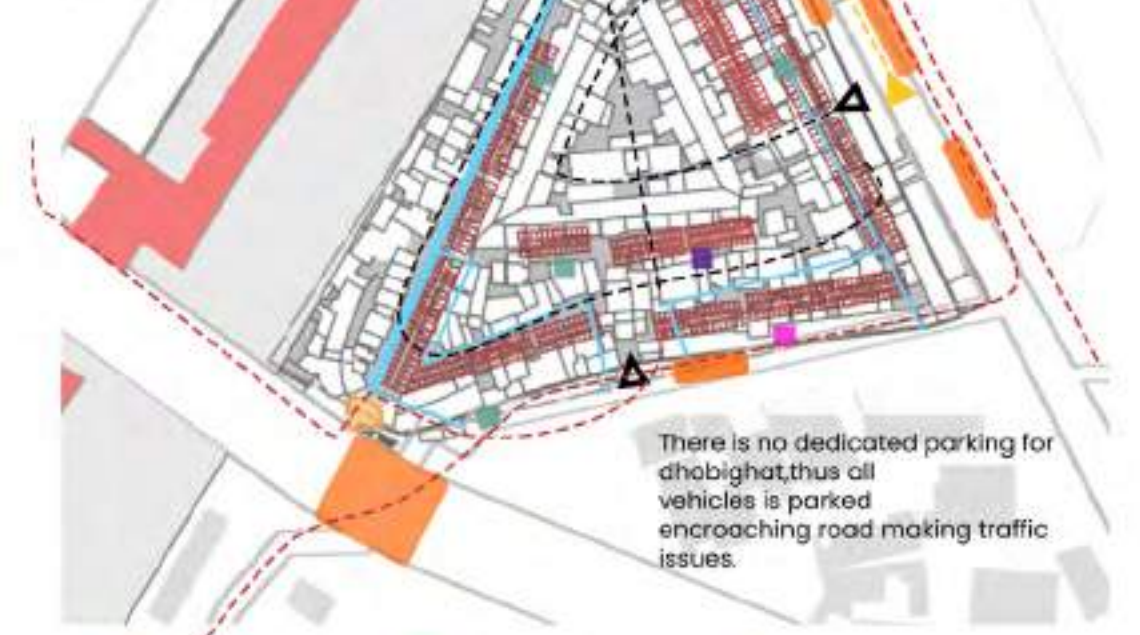 There is no dedicated parking for
dhobighat,thus all
vehicles is parked
encroaching road making traffic
issues.